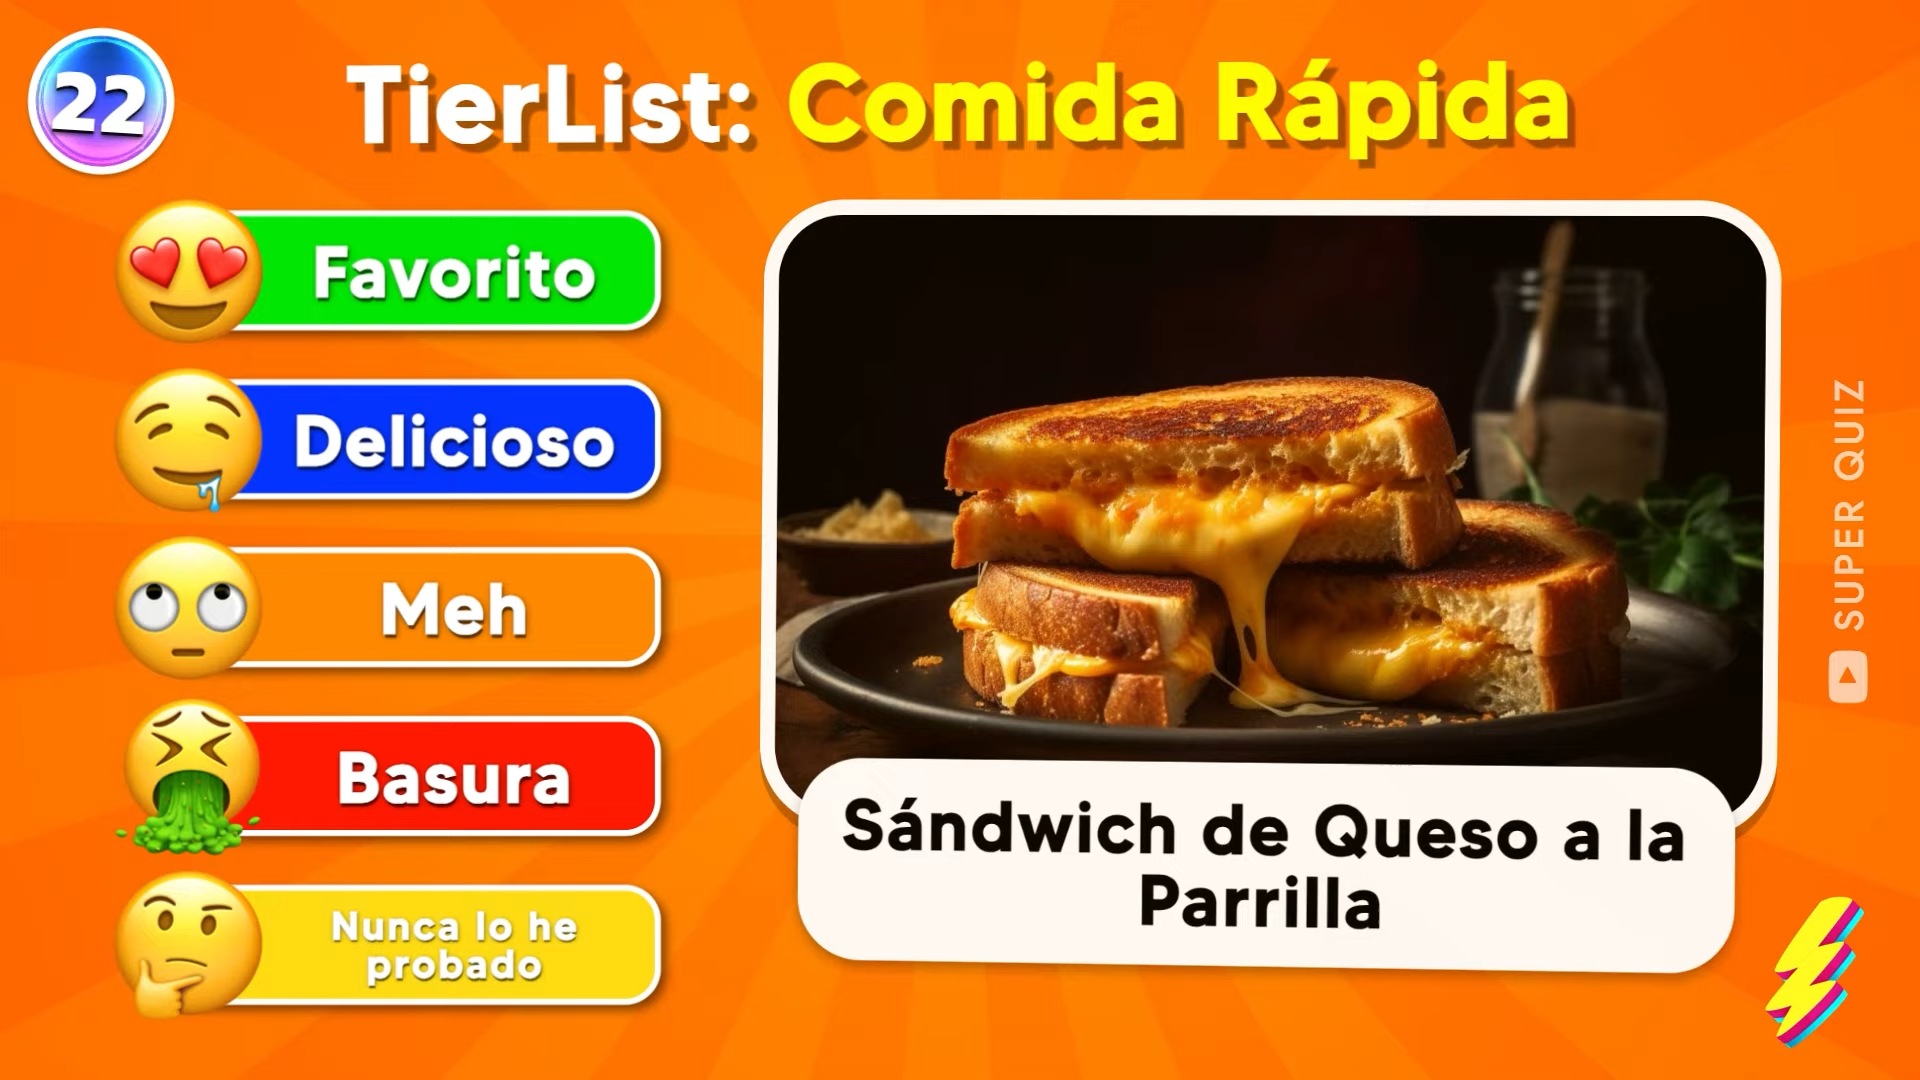 22
TierList: Comida Rápida
Favorito
Delicioso
Meh
Basura
Nunca lo he
probado
Sándwich de Queso a la
Parrilla
SUPER QUIZ